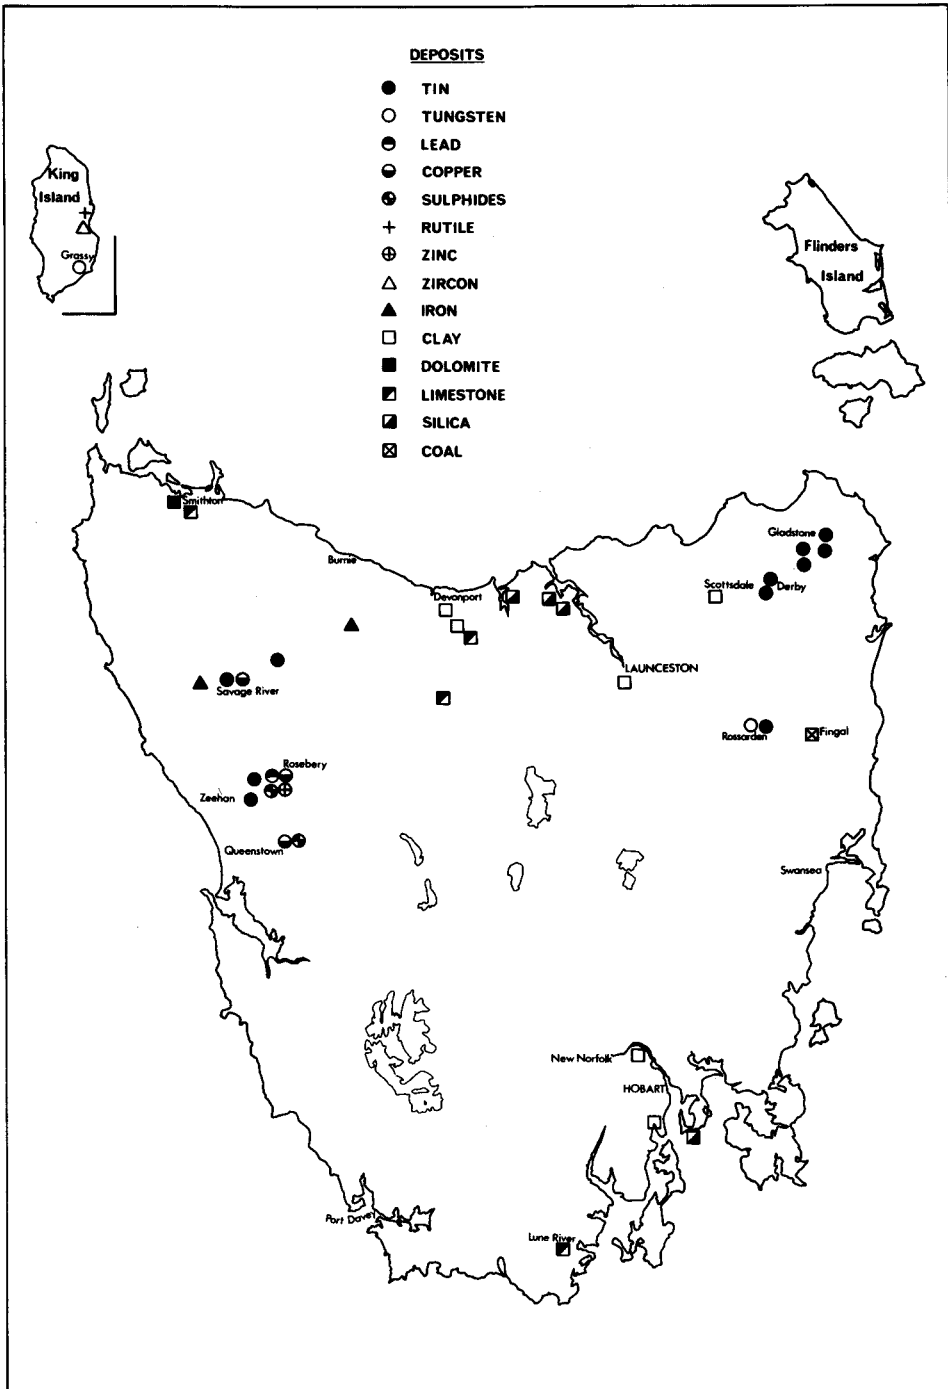 DEPOSITS
TIN
TUNGSTEN
LEAD
COPPER
SULPHIDES
RUTILE
ZINC
ZIRCON
IRON
CLAY
DOLOMITE
LIMESTONE
SILICA
COAL
King
Island
Grassy
Flinders
Island
Smithton
Burnie
Devonport
Gladstone
Scottsdale
Derby
LAUNCESTON
Savage River
Rossarden
Fingal
Rosebery
Zeehan
Queenstown
Swansea
New Norfolk
HOBART
Port Davey
Lune River